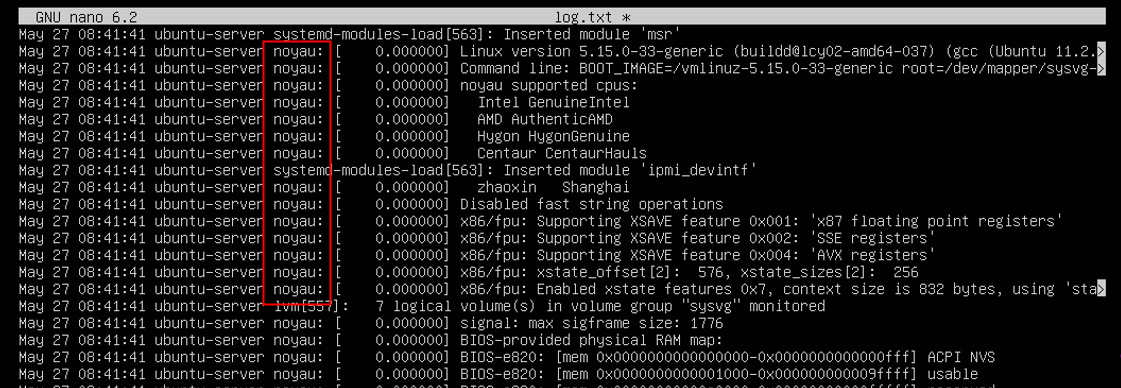 GNU nano 6.2 log.txt *
May 27 08:41:41 ubuntu-server systemd-modules-load[563]: Inserted module 'msr'
May 27 08:41:41 ubuntu-server noyau: [    0.000000] Linux version 5.15.0-33-generic (buildd@lcy02-amd64-037) (gcc (Ubuntu 11.2.>
May 27 08:41:41 ubuntu-server noyau: [    0.000000] Command line: BOOT_IMAGE=/vmlinuz-5.15.0-33-generic root=/dev/mapper/sysvg->
May 27 08:41:41 ubuntu-server noyau: [    0.000000] noyau supported cpus:
May 27 08:41:41 ubuntu-server noyau: [    0.000000]   Intel GenuineIntel
May 27 08:41:41 ubuntu-server noyau: [    0.000000]   AMD AuthenticAMD
May 27 08:41:41 ubuntu-server noyau: [    0.000000]   Hygon HygonGenuine
May 27 08:41:41 ubuntu-server noyau: [    0.000000]   Centaur CentaurHauls
May 27 08:41:41 ubuntu-server systemd-modules-load[563]: Inserted module 'ipmi_devintf'
May 27 08:41:41 ubuntu-server noyau: [    0.000000]   zhaoxin   Shanghai
May 27 08:41:41 ubuntu-server noyau: [    0.000000] Disabled fast string operations
May 27 08:41:41 ubuntu-server noyau: [    0.000000] x86/fpu: Supporting XSAVE feature 0x001: 'x87 floating point registers'
May 27 08:41:41 ubuntu-server noyau: [    0.000000] x86/fpu: Supporting XSAVE feature 0x002: 'SSE registers'
May 27 08:41:41 ubuntu-server noyau: [    0.000000] x86/fpu: Supporting XSAVE feature 0x004: 'AVX registers'
May 27 08:41:41 ubuntu-server noyau: [    0.000000] x86/fpu: xstate_offset[2]:  576, xstate_sizes[2]:  256
May 27 08:41:41 ubuntu-server noyau: [    0.000000] x86/fpu: Enabled xstate features 0x7, context size is 832 bytes, using 'sta>
May 27 08:41:41 ubuntu-server lvm[557]:   7 logical volume(s) in volume group "sysvg" monitored
May 27 08:41:41 ubuntu-server noyau: [    0.000000] signal: max sigframe size: 1776
May 27 08:41:41 ubuntu-server noyau: [    0.000000] BIOS-provided physical RAM map:
May 27 08:41:41 ubuntu-server noyau: [    0.000000] BIOS-e820: [mem 0x0000000000000000-0x0000000000000fff] ACPI NVS
May 27 08:41:41 ubuntu-server noyau: [    0.000000] BIOS-e820: [mem 0x0000000000001000-0x000000000009ffff] usable